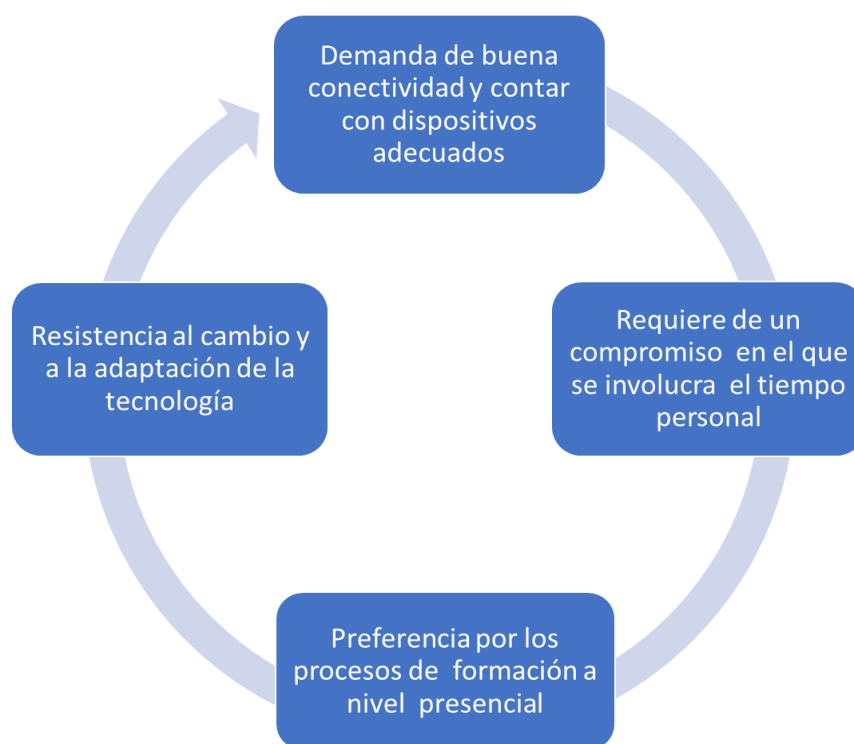 Demanda de buena
conectividad y contar
con dispositivos
adecuados
Requiere de un
compromiso en el que
se involucra el tiempo
personal
Preferencia por los
procesos de formación a
nivel presencial
Resistencia al cambio y
a la adaptación de la
tecnología